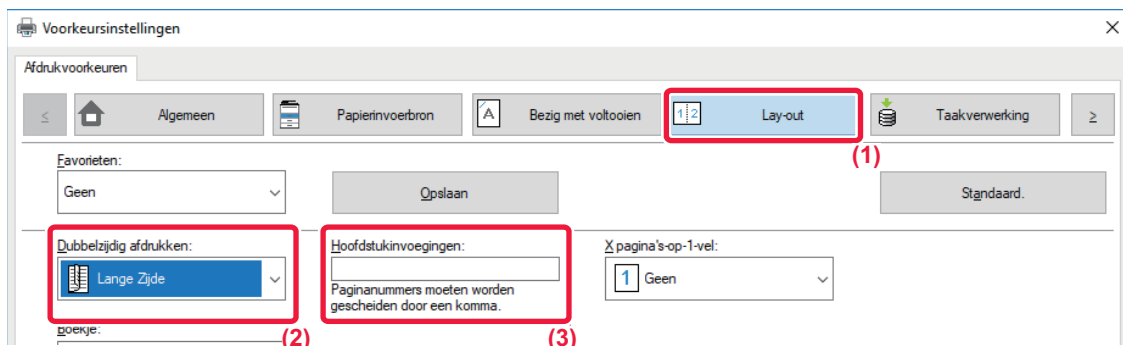 Voorkeursinstellingen
Afdrukvoorkeuren
< Algemeen Papierinvoerbron A Bezig met voltooien 1 2 Lay-out Taakverwerking >
(1)
Favorieten:
Geen Opslaan Standaard.
Dubbelzijdig afdrukken: Hoofdstukinvoegingen: X pagina's-op-1-vel:
Lange Zijde 1 Geen
Paginanummers moeten worden
gescheiden door een komma.
Boekje: (2) (3)